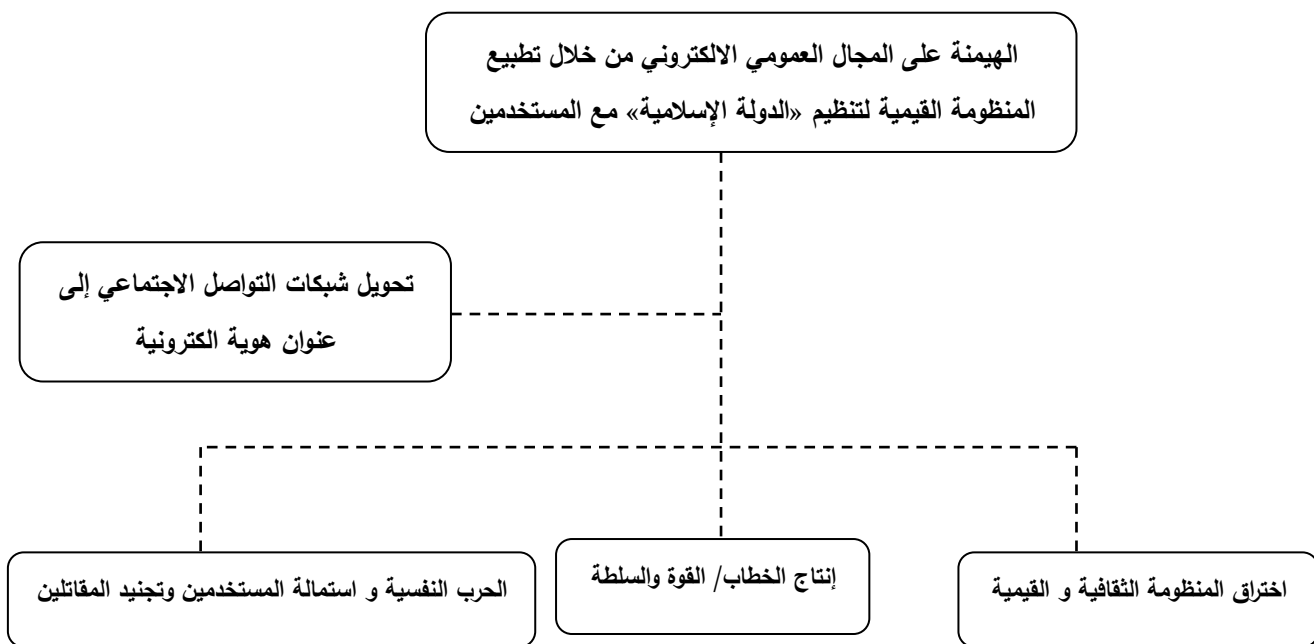 الهيمنة على المجال العمومي الالكتروني من خلال تطبيع
المنظومة القيمية لتنظيم «الدولة الإسلامية» مع المستخدمين
تحويل شبكات التواصل الاجتماعي إلى
عنوان هوية الكترونية
اختراق المنظومة الثقافية و القيمية
إنتاج الخطاب/ القوة والسلطة
الحرب النفسية و استمالة المستخدمين وتجنيد المقاتلين